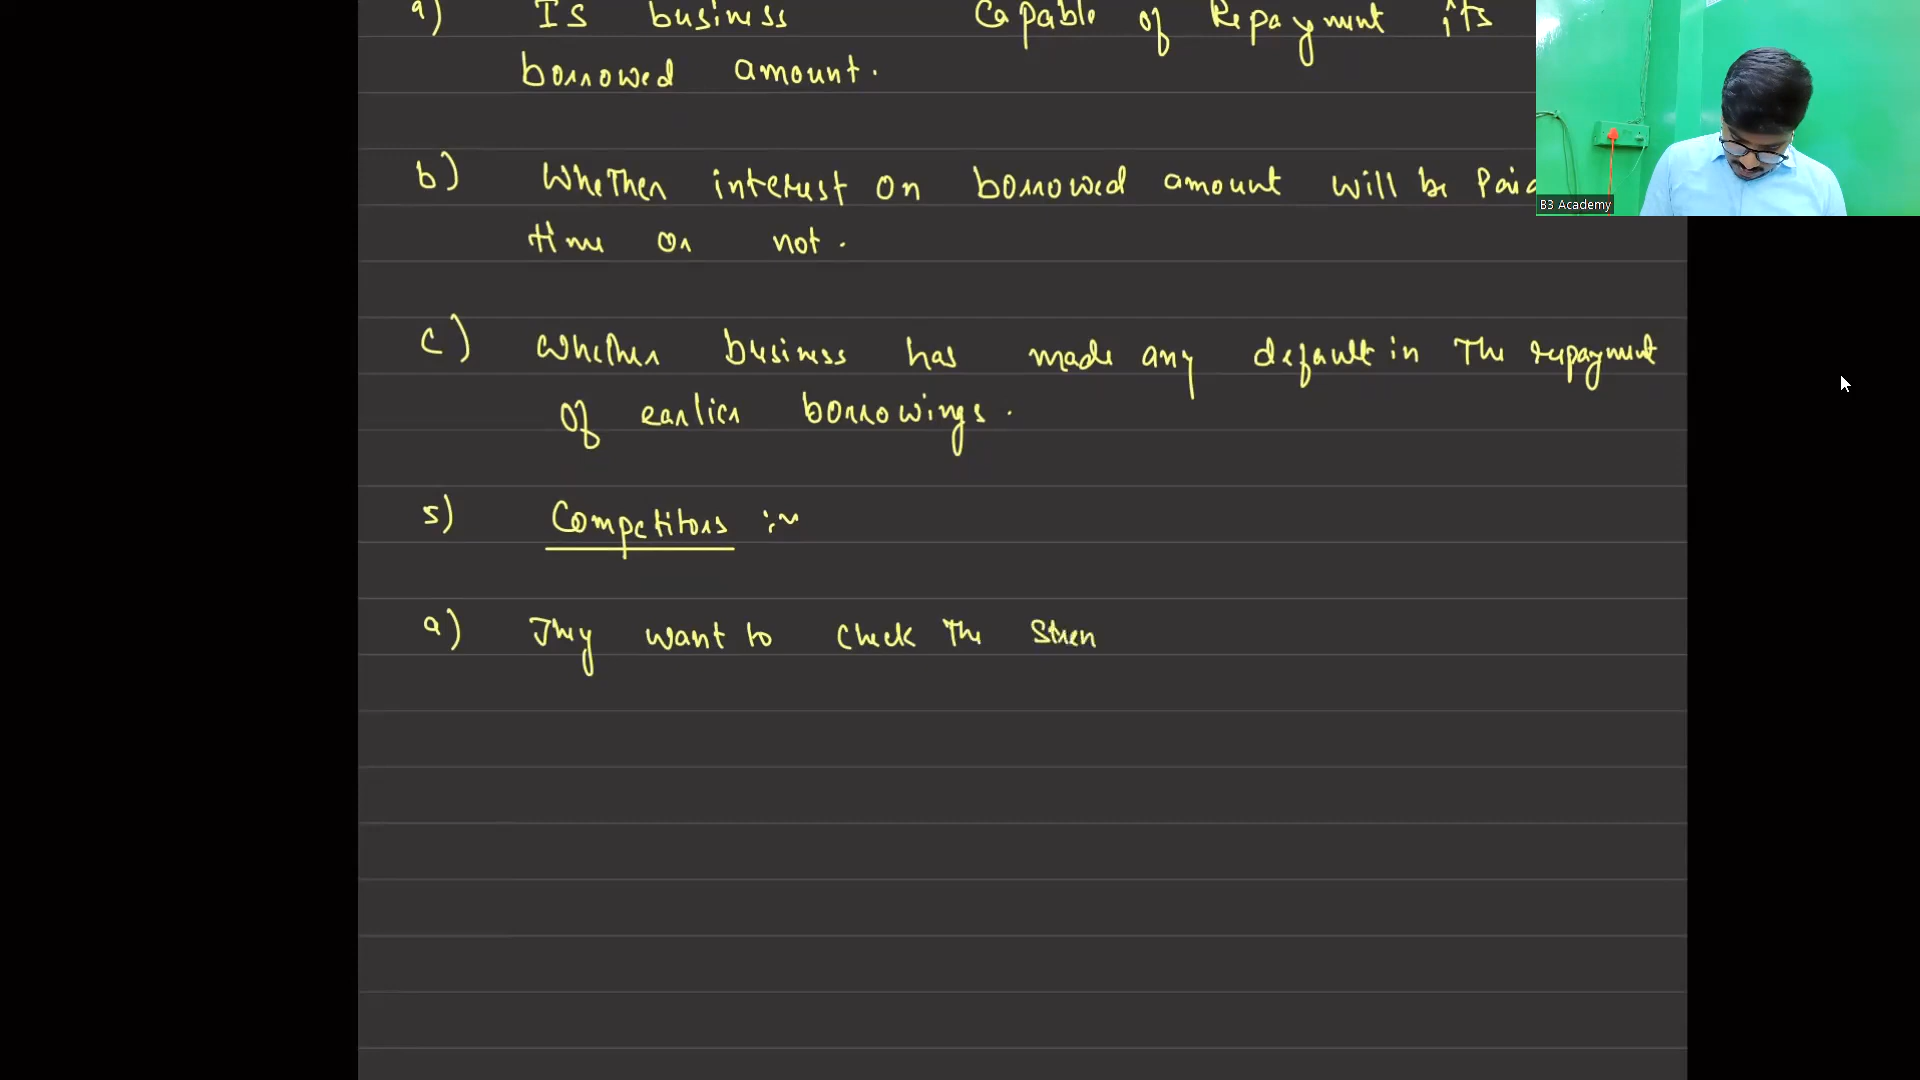 a) Is business Capable of Repayment its
borrowed amount.
b) Whether interest on borrowed amount will be Paid
time or not.
c) Whether business has made any default in The repayment
of earlier borrowings.
5) Competitors :~
a) They want to Check The Stren
B3 Academy